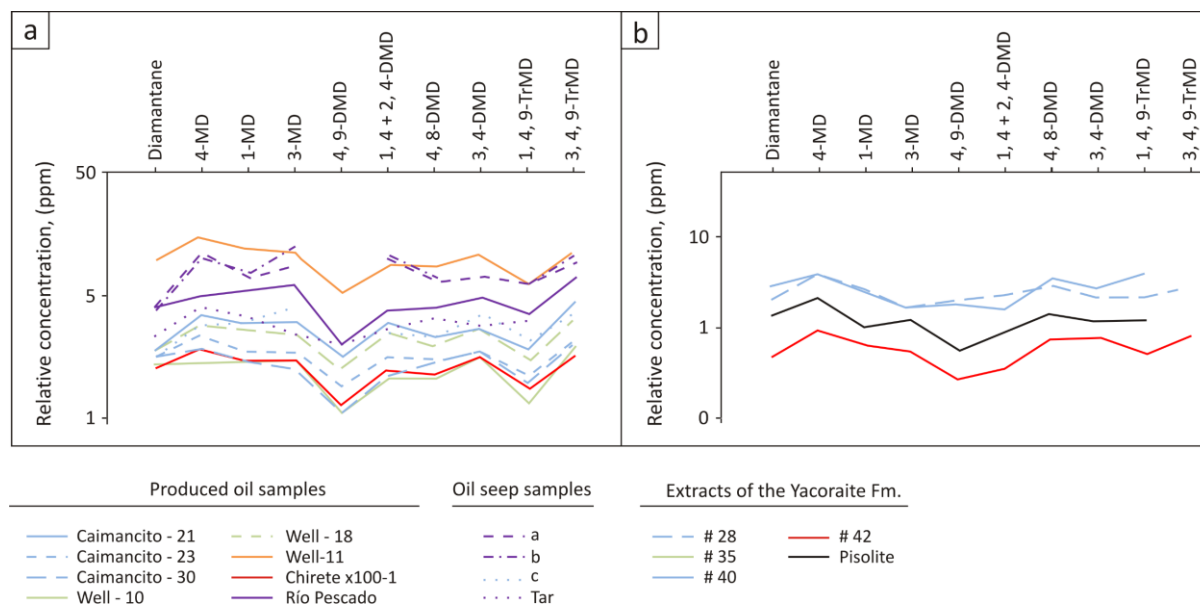 a
Diamantane
4-MD
1-MD
3-MD
4, 9-DMD
1, 4 + 2, 4-DMD
4, 8-DMD
3, 4-DMD
1, 4, 9-TrMD
3, 4, 9-TrMD
Relative concentration, (ppm)
50
5
1
b
Diamantane
4-MD
1-MD
3-MD
4, 9-DMD
1, 4 + 2, 4-DMD
4, 8-DMD
3, 4-DMD
1, 4, 9-TrMD
3, 4, 9-TrMD
Relative concentration, (ppm)
10
1
0
Produced oil samples
Caimancito - 21
Caimancito - 23
Caimancito - 30
Well - 10
Well - 18
Well-11
Chirete x100-1
Río Pescado
Oil seep samples
a
b
c
Tar
Extracts of the Yacoraite Fm.
# 28
# 35
# 40
# 42
Pisolite